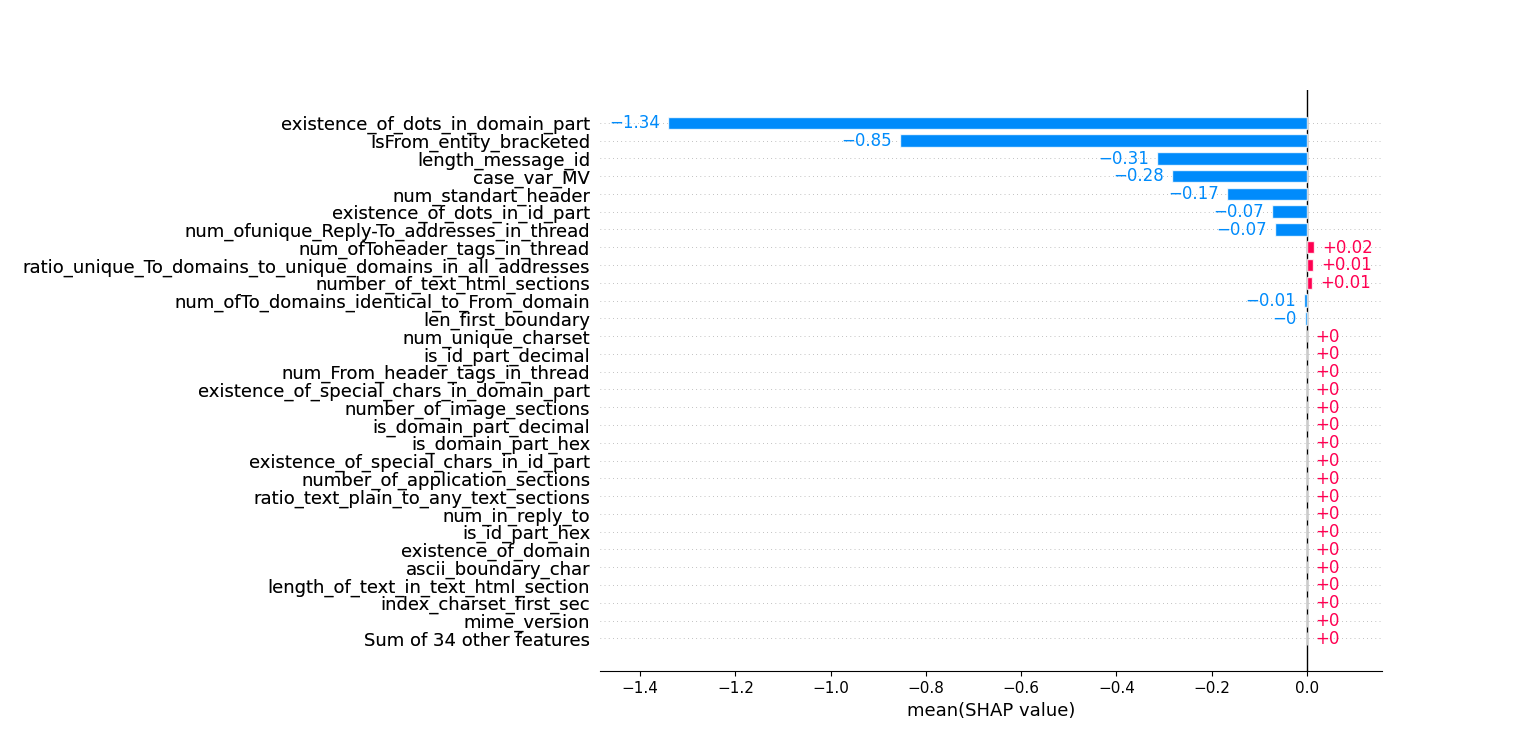 existence_of_dots_in_domain_part −1.34
IsFrom_entity_bracketed −0.85
length_message_id −0.31
case_var_MV −0.28
num_standart_header −0.17
existence_of_dots_in_id_part −0.07
num_ofunique_Reply-To_addresses_in_thread −0.07
num_ofToheader_tags_in_thread +0.02
ratio_unique_To_domains_to_unique_domains_in_all_addresses +0.01
number_of_text_html_sections +0.01
num_ofTo_domains_identical_to_From_domain −0.01
len_first_boundary −0
num_unique_charset +0
is_id_part_decimal +0
num_From_header_tags_in_thread +0
existence_of_special_chars_in_domain_part +0
number_of_image_sections +0
is_domain_part_decimal +0
is_domain_part_hex +0
existence_of_special_chars_in_id_part +0
number_of_application_sections +0
ratio_text_plain_to_any_text_sections +0
num_in_reply_to +0
is_id_part_hex +0
existence_of_domain +0
ascii_boundary_char +0
length_of_text_in_text_html_section +0
index_charset_first_sec +0
mime_version +0
Sum of 34 other features +0
−1.4 −1.2 −1.0 −0.8 −0.6 −0.4 −0.2 0.0
mean(SHAP value)